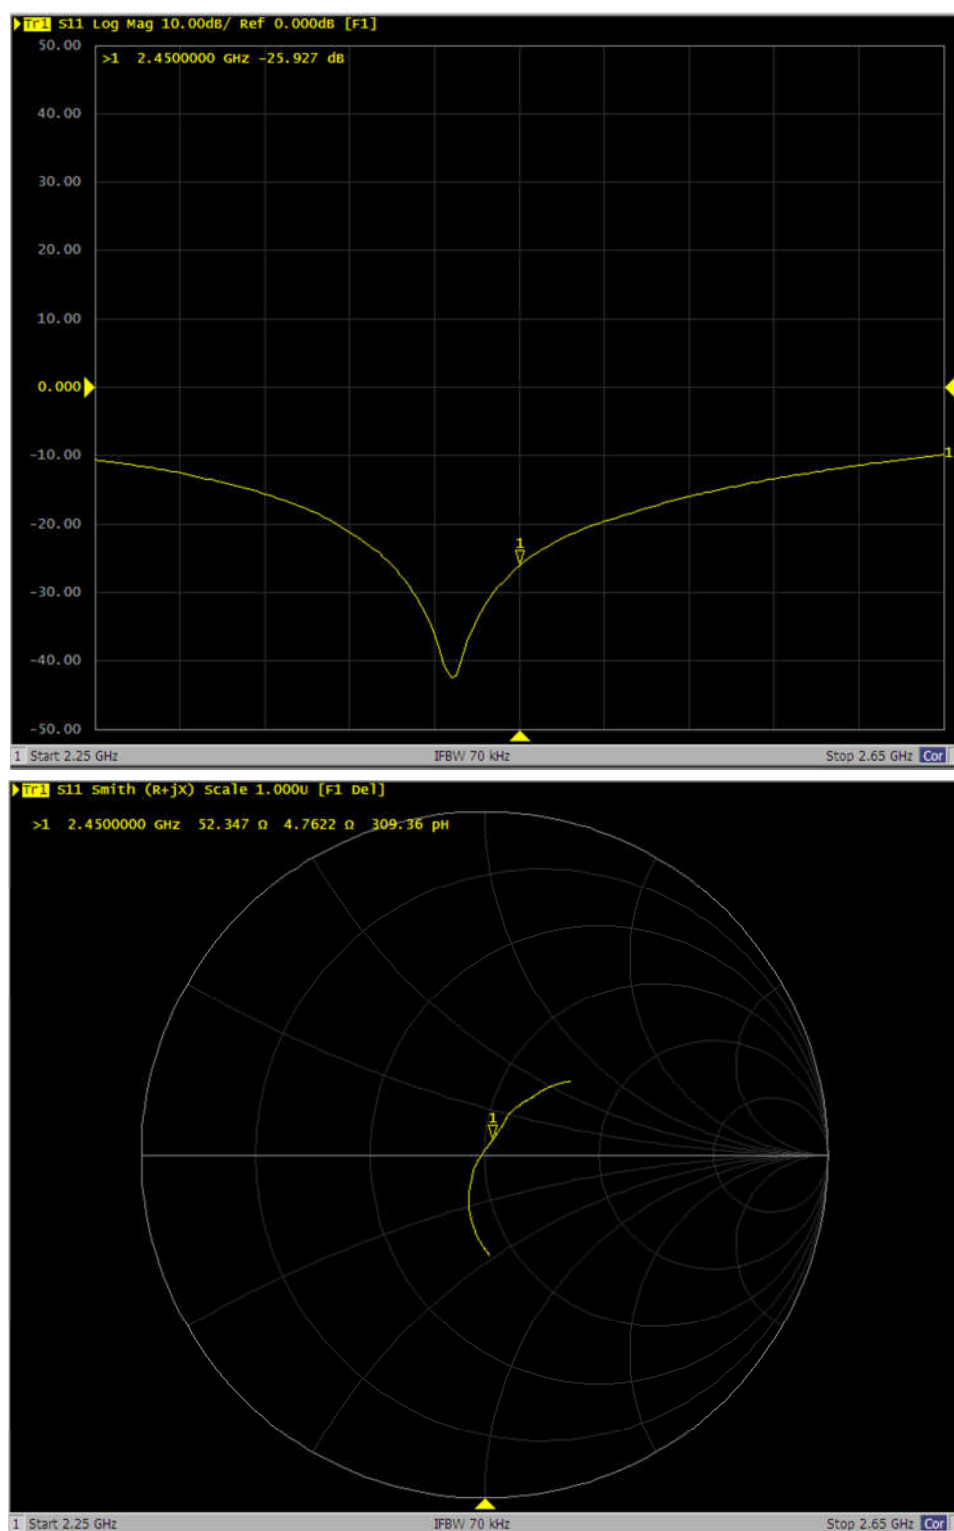 Tr1 S11 Log Mag 10.00dB/ Ref 0.000dB [F1]
50.00
>1 2.4500000 GHz -25.927 dB
40.00
30.00
20.00
10.00
0.000
-10.00
1
-20.00
1
-30.00
-40.00
-50.00
1 Start 2.25 GHz IFBW 70 kHz Stop 2.65 GHz Cor
Tr1 S11 Smith (R+jX) Scale 1.000U [F1 Del]
>1 2.4500000 GHz 52.347 Ω 4.7622 Ω 309.36 pH
1
1 Start 2.25 GHz IFBW 70 kHz Stop 2.65 GHz Cor